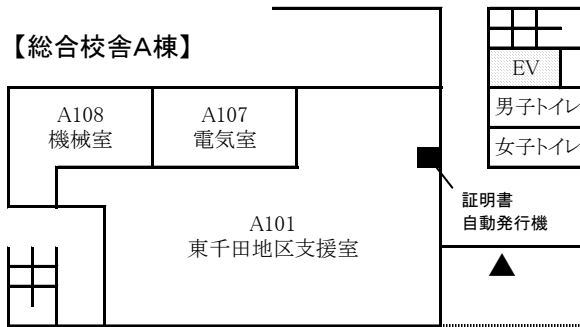 【総合校舎A棟】
EV
A108
機械室
A107
電気室
男子トイレ
女子トイレ
証明書
自動発行機
A101
東千田地区支援室